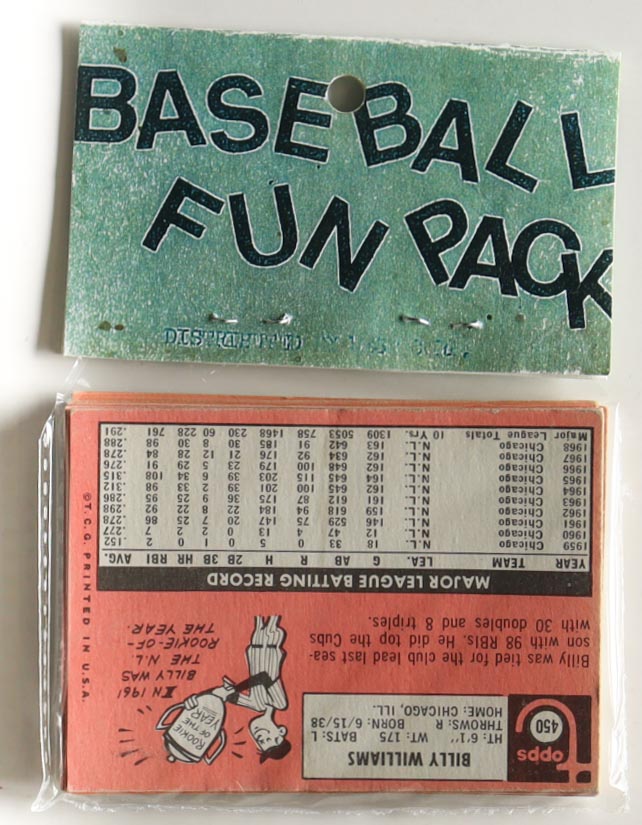 BASEBALL
FUN PACK
DISTRIBUTED
topps
450
BILLY WILLIAMS
HT: 6'1" WT: 175 BATS: L
THROWS: R BORN: 6/15/38
HOME: CHICAGO, ILL.
Billy was tied for the club lead last sea-
son with 98 RBIs. He did top the Cubs
with 30 doubles and 8 triples.
ROOKIE
OF THE
YEAR
IN 1961
BILLY WAS
THE N.L.
ROOKIE-OF-
THE YEAR.
MAJOR LEAGUE BATTING RECORD
YEAR TEAM LEA. G AB R H 2B 3B HR RBI AVG.
1959 Chicago N.L. 18 33 0 5 0 1 0 2 .152
1960 Chicago N.L. 12 47 4 13 0 2 2 7 .277
1961 Chicago N.L. 146 529 75 147 20 7 25 86 .278
1962 Chicago N.L. 159 618 94 184 22 8 22 92 .298
1963 Chicago N.L. 161 612 87 175 36 9 25 95 .286
1964 Chicago N.L. 162 645 100 201 39 2 33 98 .312
1965 Chicago N.L. 164 645 115 203 39 6 34 108 .315
1966 Chicago N.L. 162 648 100 179 23 5 29 91 .276
1967 Chicago N.L. 162 634 92 176 21 12 28 84 .278
1968 Chicago N.L. 163 642 91 185 30 8 30 98 .288
Major League Totals 10 Yrs. 1309 5053 758 1468 230 60 228 761 .291
©T.C.G. PRINTED IN U.S.A.